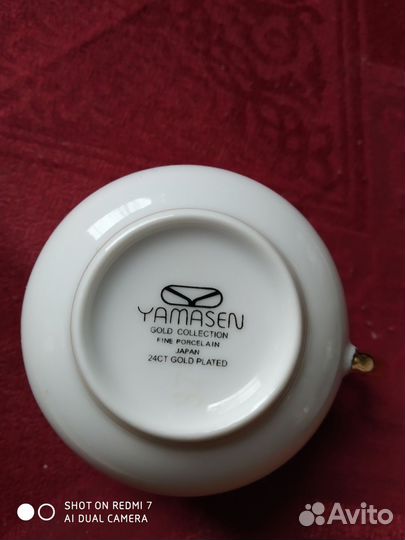 YAMASEN
GOLD COLLECTION
FINE PORCELAIN
JAPAN
24CT GOLD PLATED
SHOT ON REDMI 7
AI DUAL CAMERA
Avito